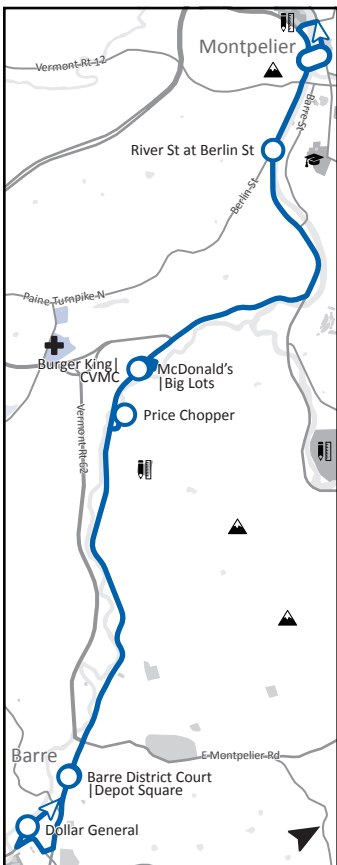 Montpelier
Vermont Rt 12
Barre St
River St at Berlin St
Berlin St
Paine Turnpike N
Burger King|
CVMC
McDonald's
|Big Lots
Price Chopper
Vermont Rt 62
E Montpelier Rd
Barre
Barre District Court
|Depot Square
Dollar General